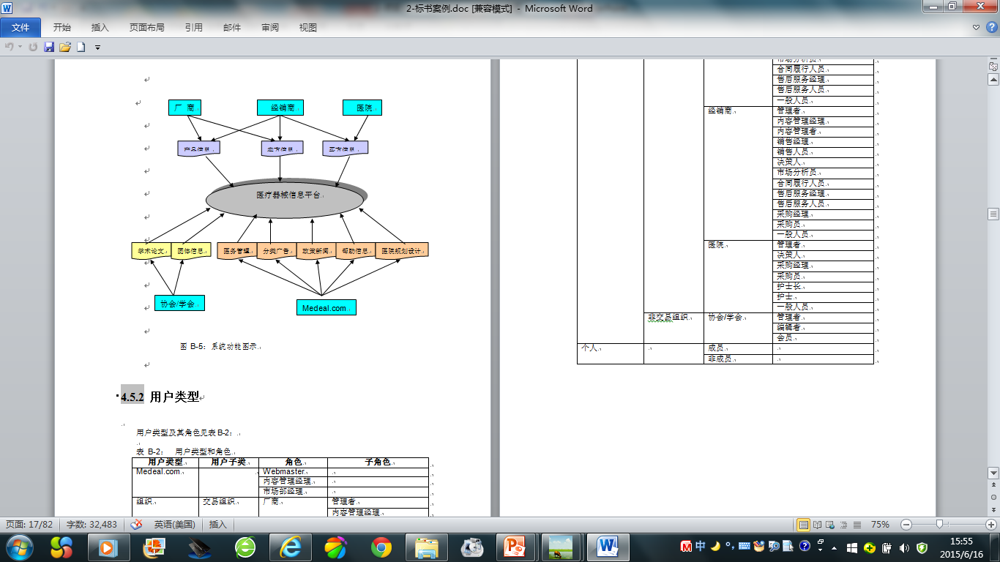 2-标书案例.doc [兼容模式] - Microsoft Word
文件 开始 插入 页面布局 引用 邮件 审阅 视图
厂 商 经销商 医院
产品信息 卖方信息 买方信息
医疗器械信息平台
学术论文 团体信息 医务管理 分类广告 政策新闻 帮助信息 医院规划设计
协会/学会 Medeal.com
图 B-5: 系统功能图示
4.5.2 用户类型
用户类型及其角色见表 B-2:
表 B-2: 用户类型和角色
用户类型 用户子类 角色 子角色
Medeal.com Webmaster
内容管理经理
市场部经理
组织 交易组织 厂商 管理者
内容管理经理
市场分析员
合同履行人员
售后服务经理
售后服务人员
一般人员
经销商 管理者
内容管理经理
内容管理者
销售经理
销售人员
决策人
市场分析员
合同履行人员
售后服务经理
售后服务人员
采购经理
采购员
一般人员
医院 管理者
决策人
采购经理
采购员
护士长
护士
一般人员
非交易组织 协会/学会 管理者
编辑者
会员
个人 成员
非成员
页面: 17/82 字数: 32,483 英语(美国) 插入 75%
中
15:55
2015/6/16